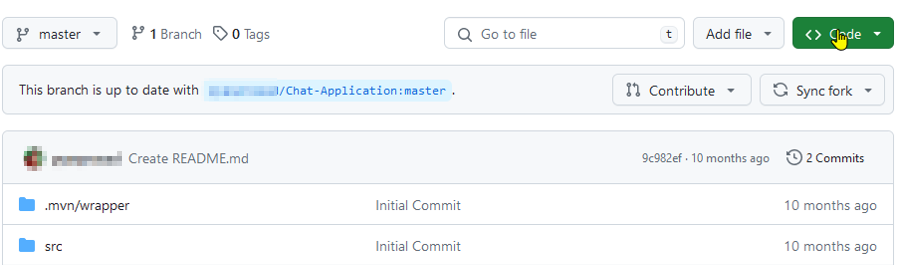 master 1 Branch 0 Tags Go to file t Add file Code
This branch is up to date with /Chat-Application:master . Contribute Sync fork
Create README.md 9c982ef · 10 months ago 2 Commits
.mvn/wrapper Initial Commit 10 months ago
src Initial Commit 10 months ago